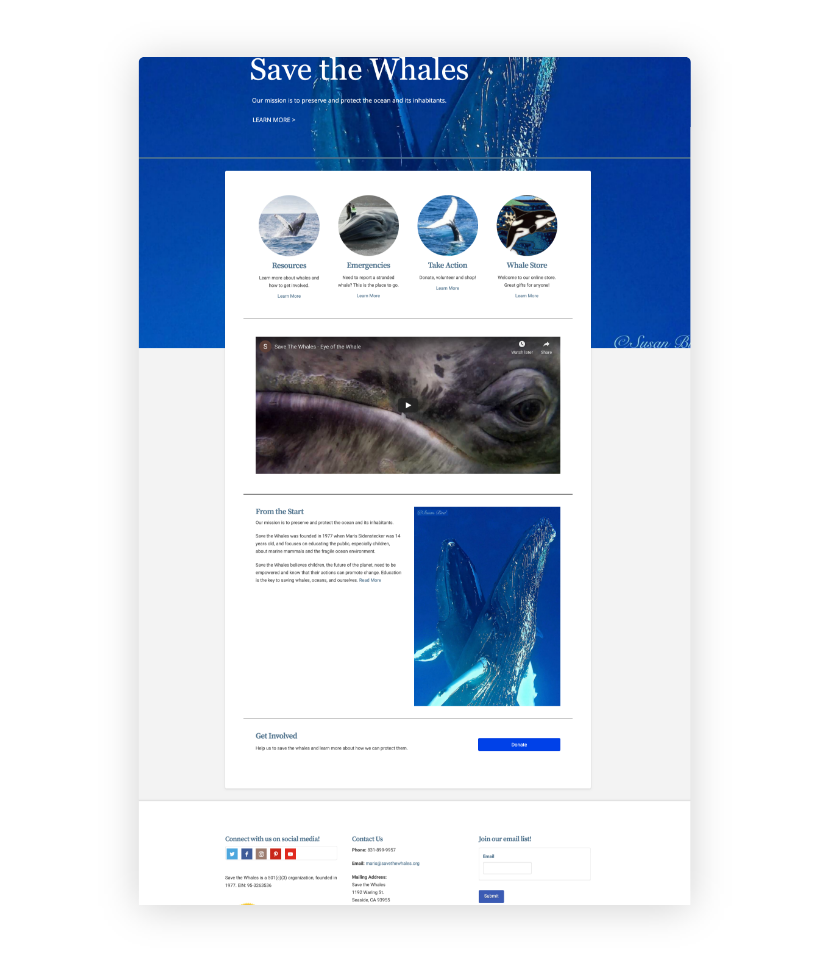 Save the Whales
Our mission is to preserve and protect the ocean and its inhabitants.
LEARN MORE >
Resources
Learn more about whales and
how to get involved.
Learn More
Emergencies
Need to report a stranded
whale? This is the place to go.
Learn More
Take Action
Donate, volunteer and shop!
Learn More
Whale Store
Welcome to our online store.
Great gifts for anyone!
Learn More
©Susan
S
Save The Whales - Eye of the Whale
Watch later
Share
From the Start
Our mission is to preserve and protect the ocean and its inhabitants.
Save the Whales was founded in 1977 when Maris Sidenstecker was 14
years old, and focuses on educating the public, especially children,
about marine mammals and the fragile ocean environment.
Save the Whales believes children, the future of the planet, need to be
empowered and know that their actions can promote change. Education
is the key to saving whales, oceans, and ourselves. Read More
Get Involved
Help us to save the whales and learn more about how we can protect them.
Donate
Connect with us on social media!
Save the Whales is a 501(c)(3) organization, founded in
1977. EIN:
Contact Us
Phone: 831-899-9957
Email: maris@savethewhales.org
Mailing Address:
Save the Whales
1192 Waring St.
Seaside, CA 93955
Join our email list!
Email
Submit